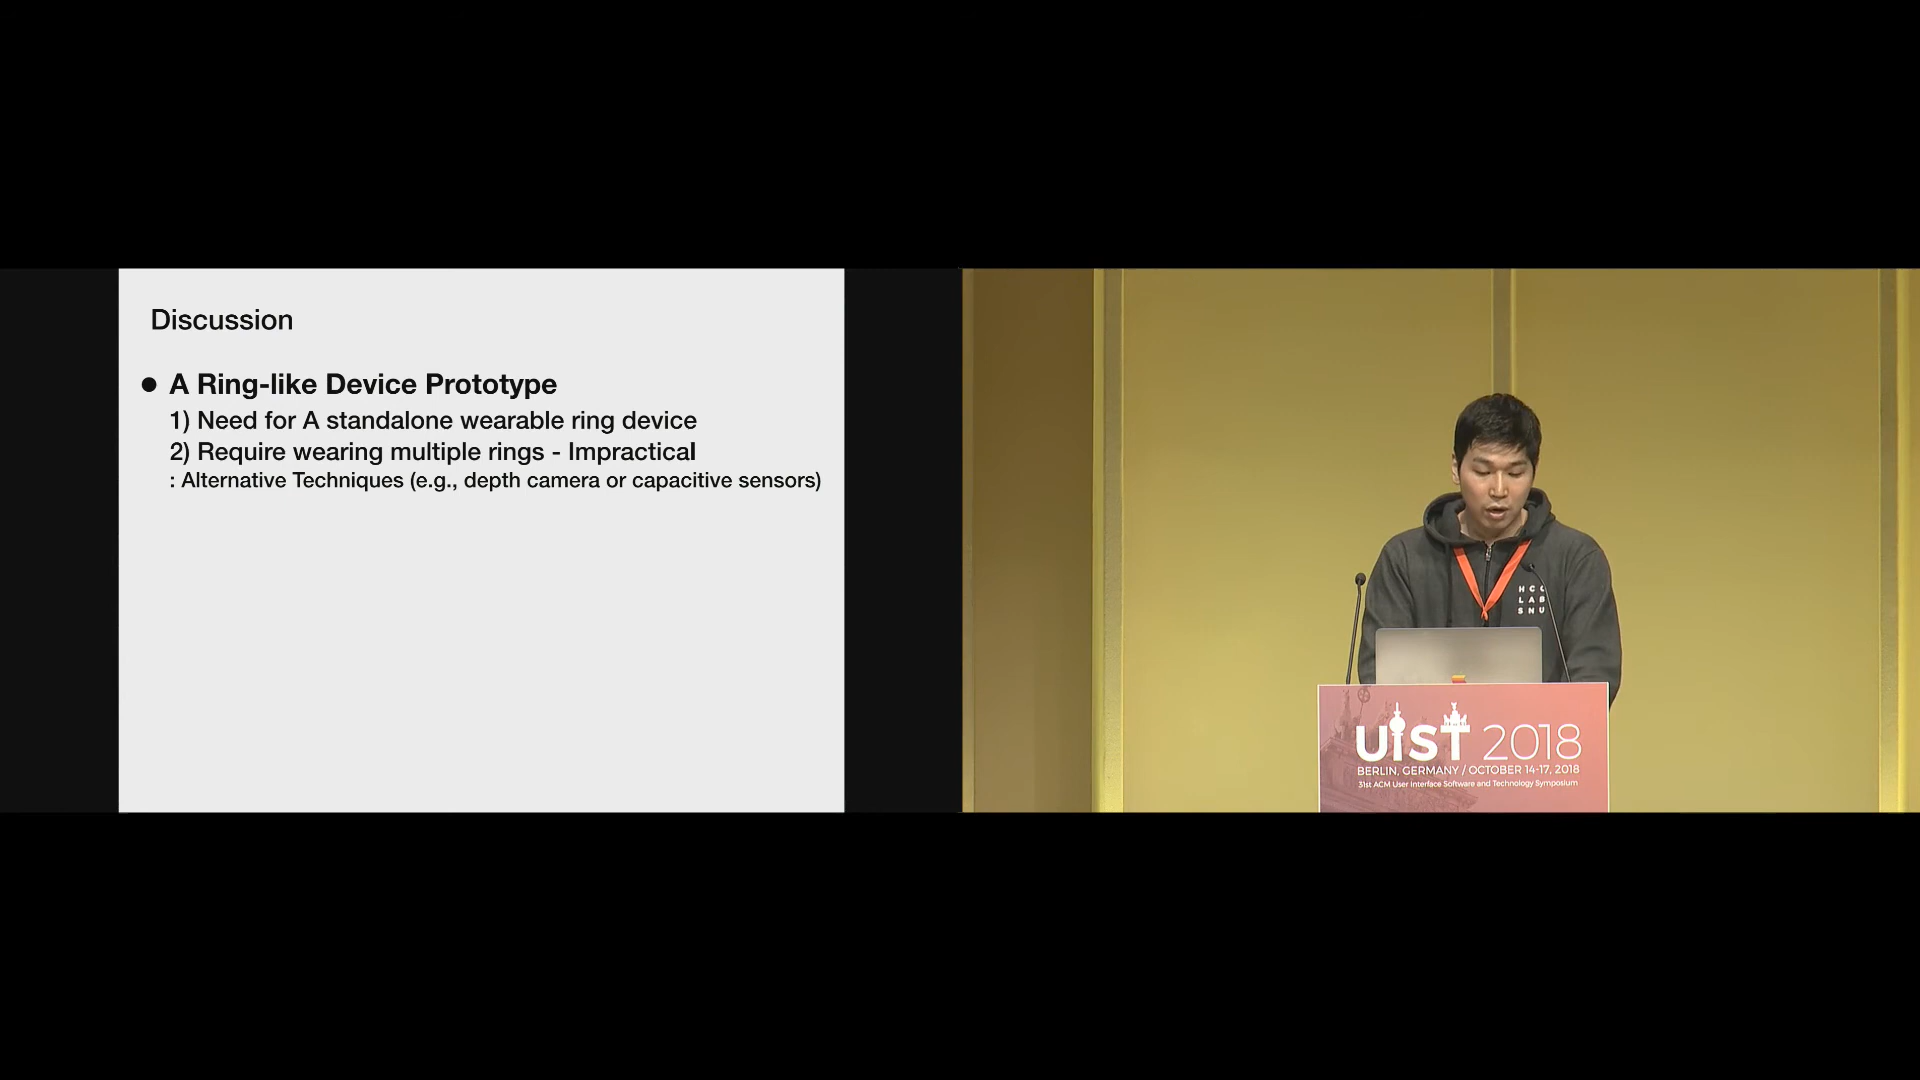 Discussion
● A Ring-like Device Prototype
1) Need for A standalone wearable ring device
2) Require wearing multiple rings - Impractical
: Alternative Techniques (e.g., depth camera or capacitive sensors)
LAB
SNU
UIST 2018
BERLIN, GERMANY / OCTOBER 14-17, 2018
31st ACM User Interface Software and Technology Symposium